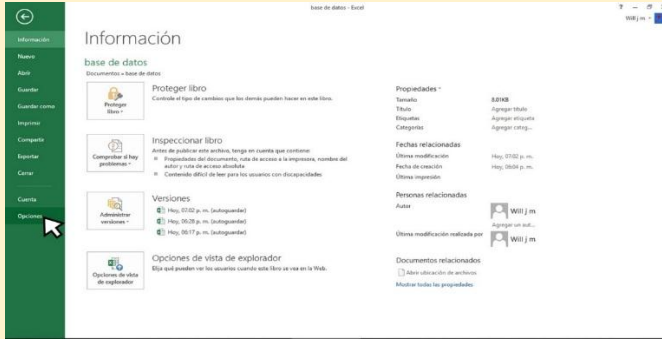 base de datos - Excel
Will j m
Información
Nuevo
Abrir
Guardar
Guardar como
Imprimir
Compartir
Exportar
Cerrar
Cuenta
Opciones
Información
base de datos
Documentos » base de datos
Proteger libro
Proteger libro
Controle el tipo de cambios que los demás pueden hacer en este libro.
Comprobar si hay problemas
Inspeccionar libro
Antes de publicar este archivo, tenga en cuenta que contiene:
Propiedades del documento, ruta de acceso a la impresora, nombre del
autor y ruta de acceso absoluta
Contenido difícil de leer para los usuarios con discapacidades
Administrar versiones
Versiones
Hoy, 07:02 p. m. (autoguardar)
Hoy, 06:28 p. m. (autoguardar)
Hoy, 06:17 p. m. (autoguardar)
Opciones de vista de explorador
Opciones de vista de explorador
Elija qué pueden ver los usuarios cuando este libro se vea en la Web.
Propiedades
Tamaño 8.81KB
Título Agregar título
Etiquetas Agregar etiqueta
Categorías Agregar categ...
Fechas relacionadas
Última modificación Hoy, 07:02 p. m.
Fecha de creación Hoy, 06:04 p. m.
Última impresión
Personas relacionadas
Autor Will j m
Agregar un aut...
Última modificación realizada por Will j m
Documentos relacionados
Abrir ubicación de archivos
Mostrar todas las propiedades